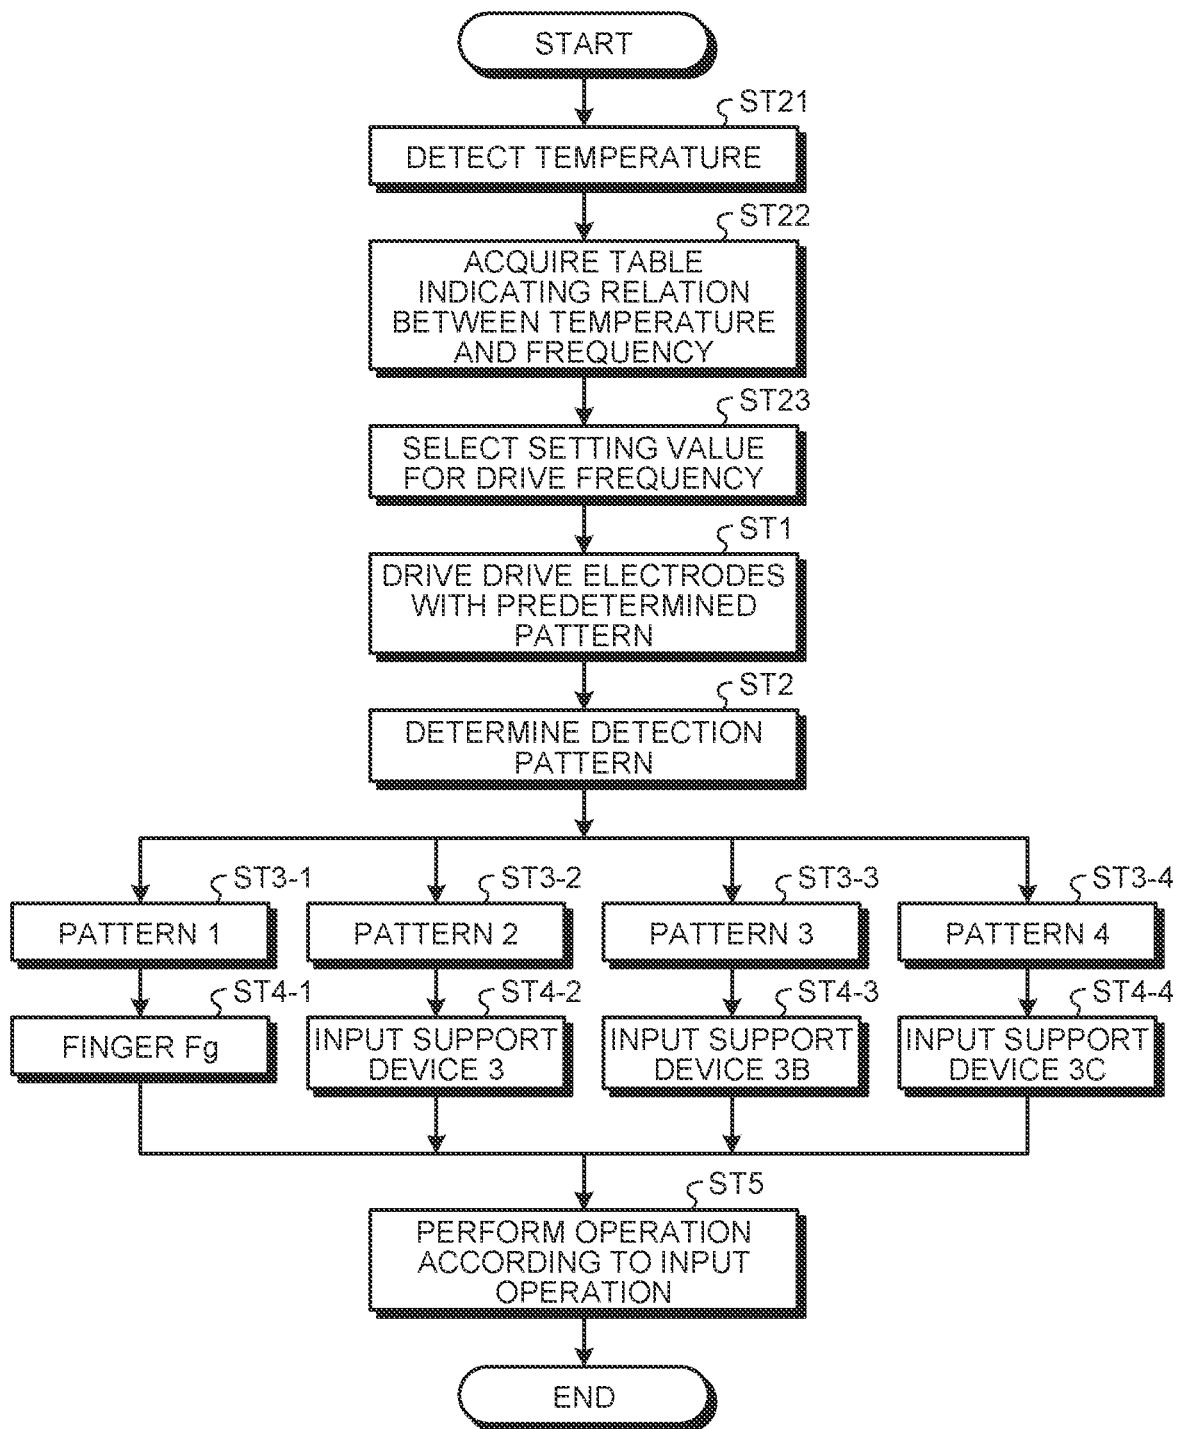 START
ST21
DETECT TEMPERATURE
ST22
ACQUIRE TABLE
INDICATING RELATION
BETWEEN TEMPERATURE
AND FREQUENCY
ST23
SELECT SETTING VALUE
FOR DRIVE FREQUENCY
ST1
DRIVE DRIVE ELECTRODES
WITH PREDETERMINED
PATTERN
ST2
DETERMINE DETECTION
PATTERN
ST3-1
PATTERN 1
ST3-2
PATTERN 2
ST3-3
PATTERN 3
ST3-4
PATTERN 4
ST4-1
FINGER Fg
ST4-2
INPUT SUPPORT
DEVICE 3
ST4-3
INPUT SUPPORT
DEVICE 3B
ST4-4
INPUT SUPPORT
DEVICE 3C
ST5
PERFORM OPERATION
ACCORDING TO INPUT
OPERATION
END